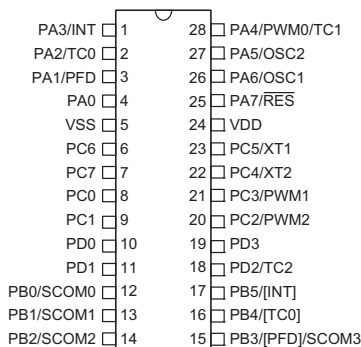 PA3/INT 1 28 PA4/PWM0/TC1
PA2/TC0 2 27 PA5/OSC2
PA1/PFD 3 26 PA6/OSC1
PA0 4 25 PA7/RES
VSS 5 24 VDD
PC6 6 23 PC5/XT1
PC7 7 22 PC4/XT2
PC0 8 21 PC3/PWM1
PC1 9 20 PC2/PWM2
PD0 10 19 PD3
PD1 11 18 PD2/TC2
PB0/SCOM0 12 17 PB5/[INT]
PB1/SCOM1 13 16 PB4/[TC0]
PB2/SCOM2 14 15 PB3/[PFD]/SCOM3